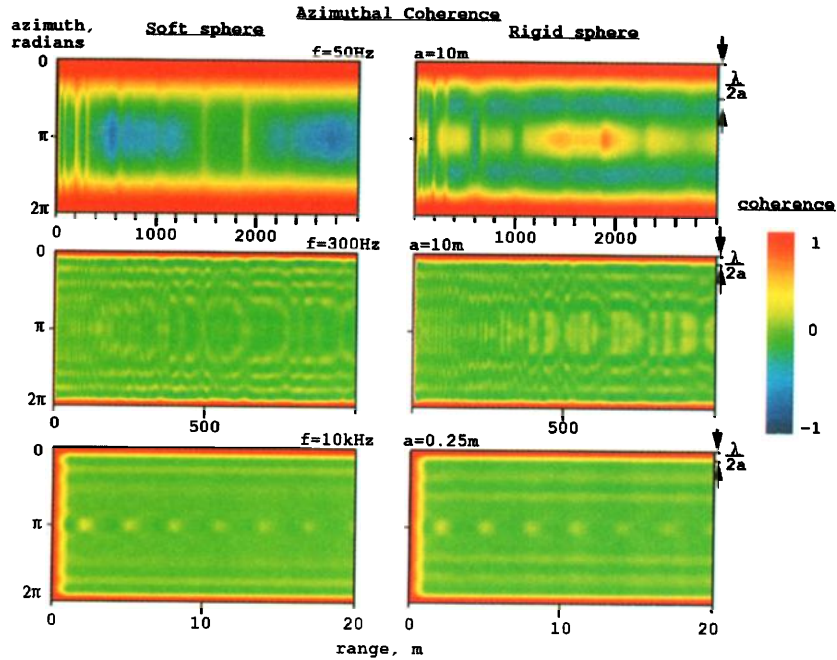 Azimuthal Coherence
azimuth,
radians
Soft sphere
Rigid sphere
f=50Hz
a=10m
0
π
2π
0
1000
2000
1000
2000
λ
2a
coherence
1
0
-1
f=300Hz
a=10m
0
π
2π
0
500
500
λ
2a
f=10kHz
a=0.25m
0
π
2π
0
10
20
0
10
20
λ
2a
range, m